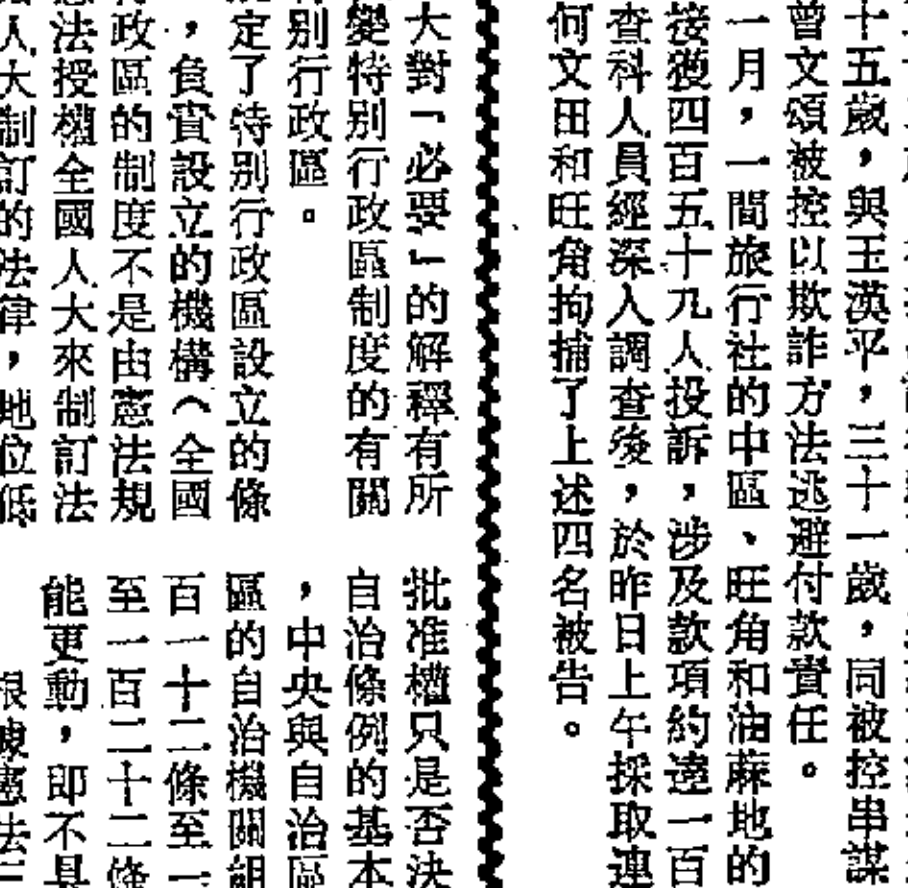 十五歲，與王漢平，三十一歲，同被控串謀
曾文頌被控以欺詐方法逃避付款責任。
一月，一間旅行社的中區、旺角和油蔴地的
接獲四百五十九人投訴，涉及款項約達一百
查科人員經深入調查後，於昨日上午採取連
何文田和旺角拘捕了上述四名被告。
大對「必要」的解釋有所
變特别行政區制度的有關
别行政區。
定了特别行政區設立的條
，負責設立的機構（全國
政區的制度不是由憲法規
法授權全國人大來制訂法
人大制訂的法律，地位低
批准權只是否決
自治條例的基本
，中央與自治區
區的自治機關組
百一十二條至一
至一百二十二條
能更動，即不具
根據憲法三